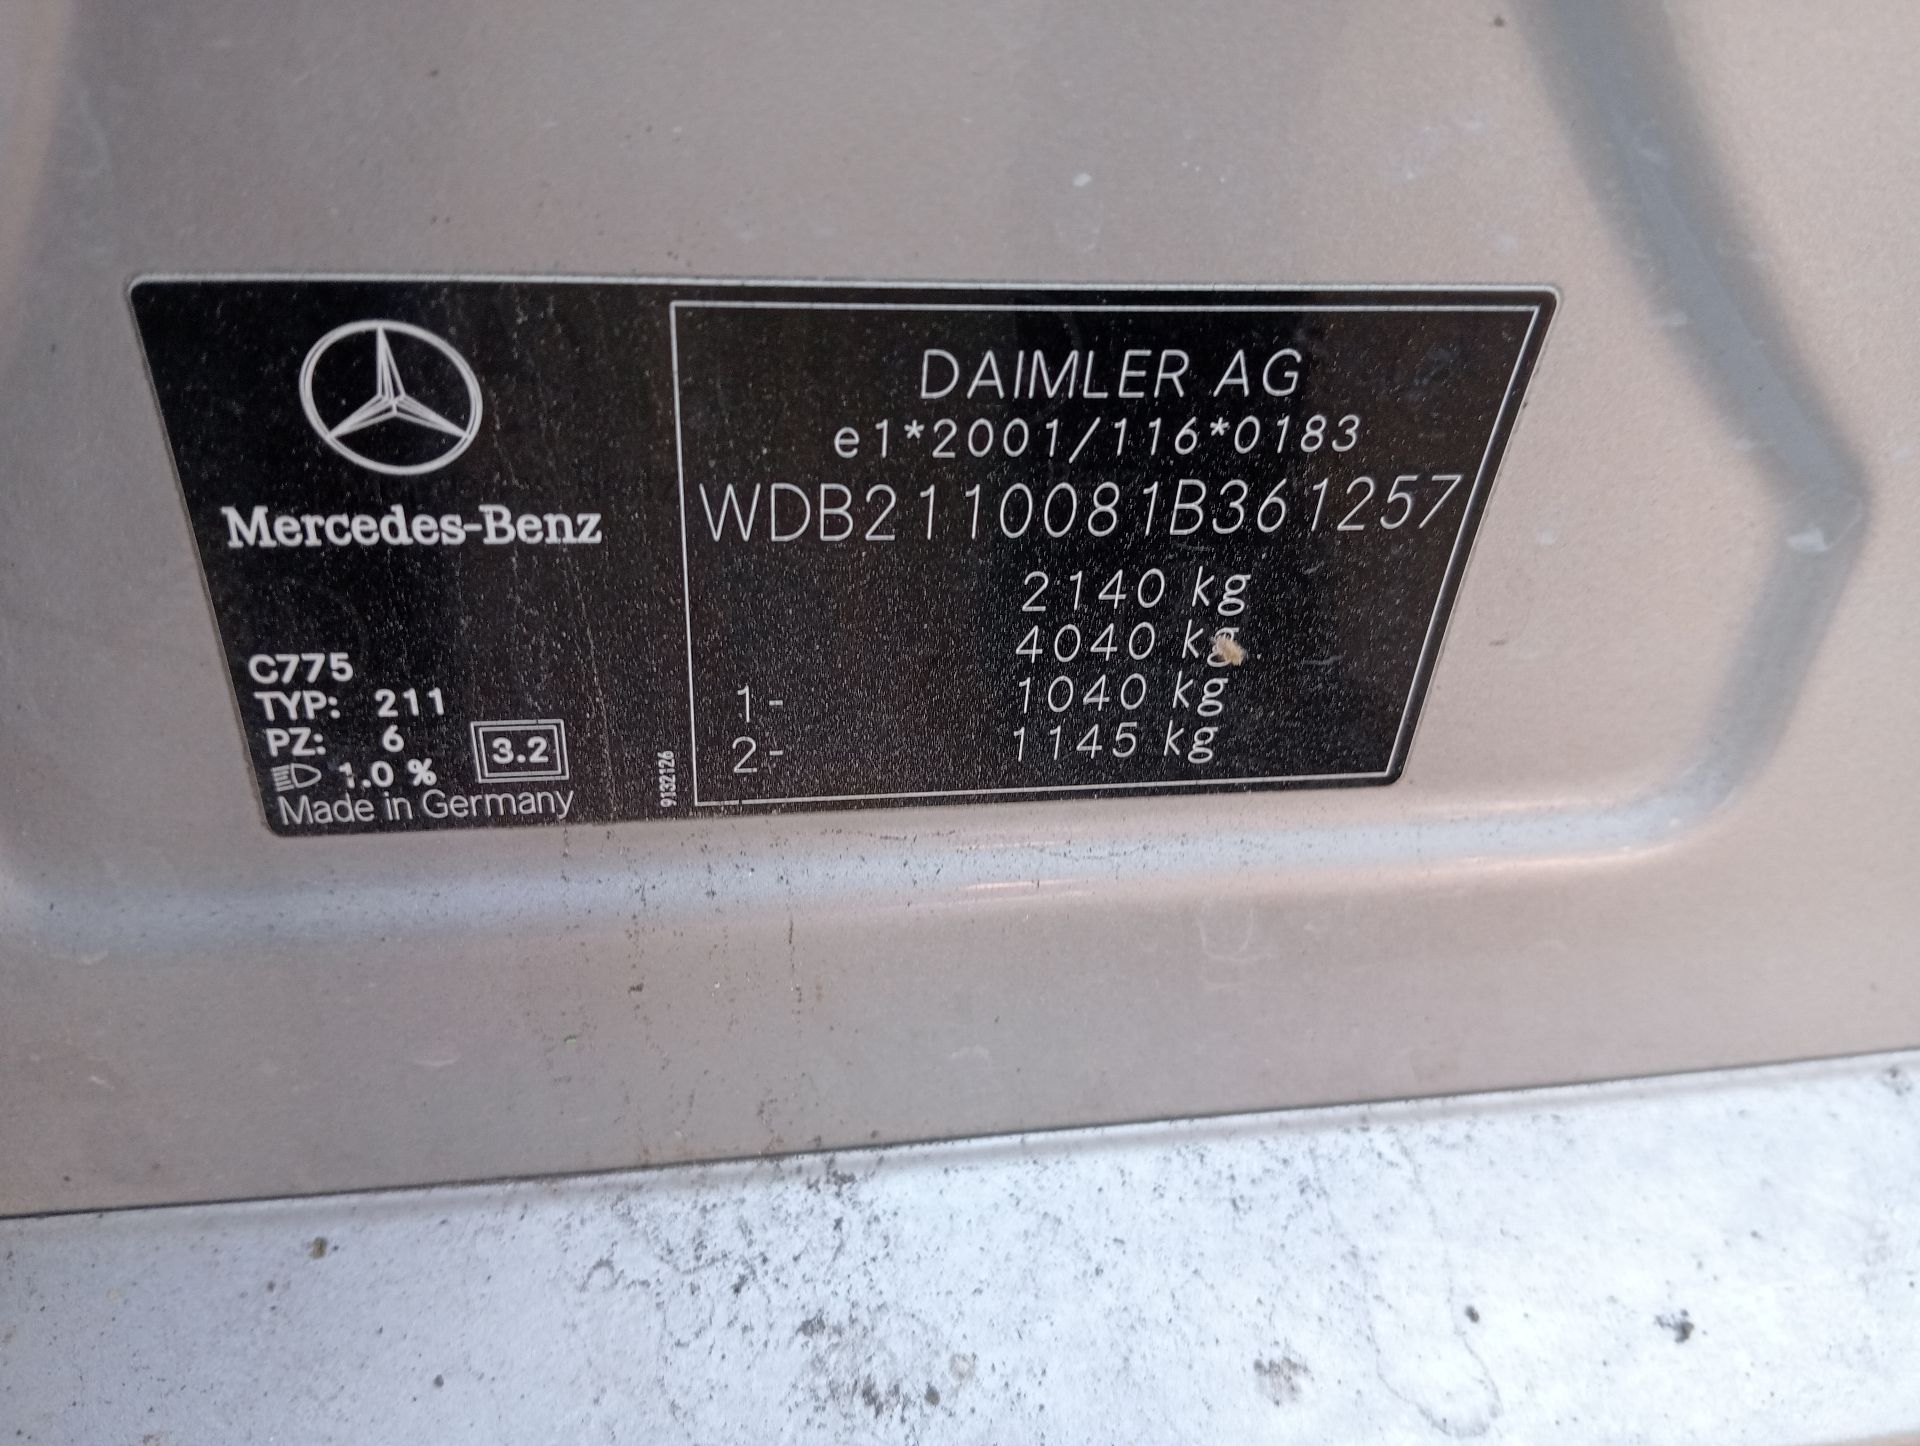 Mercedes-Benz
C775
TYP: 211
PZ: 6
1.0 %
3.2
Made in Germany
9132126
DAIMLER AG
e1*2001/116*0183
WDB2110081B361257
2140 kg
4040 kg
1- 1040 kg
2- 1145 kg